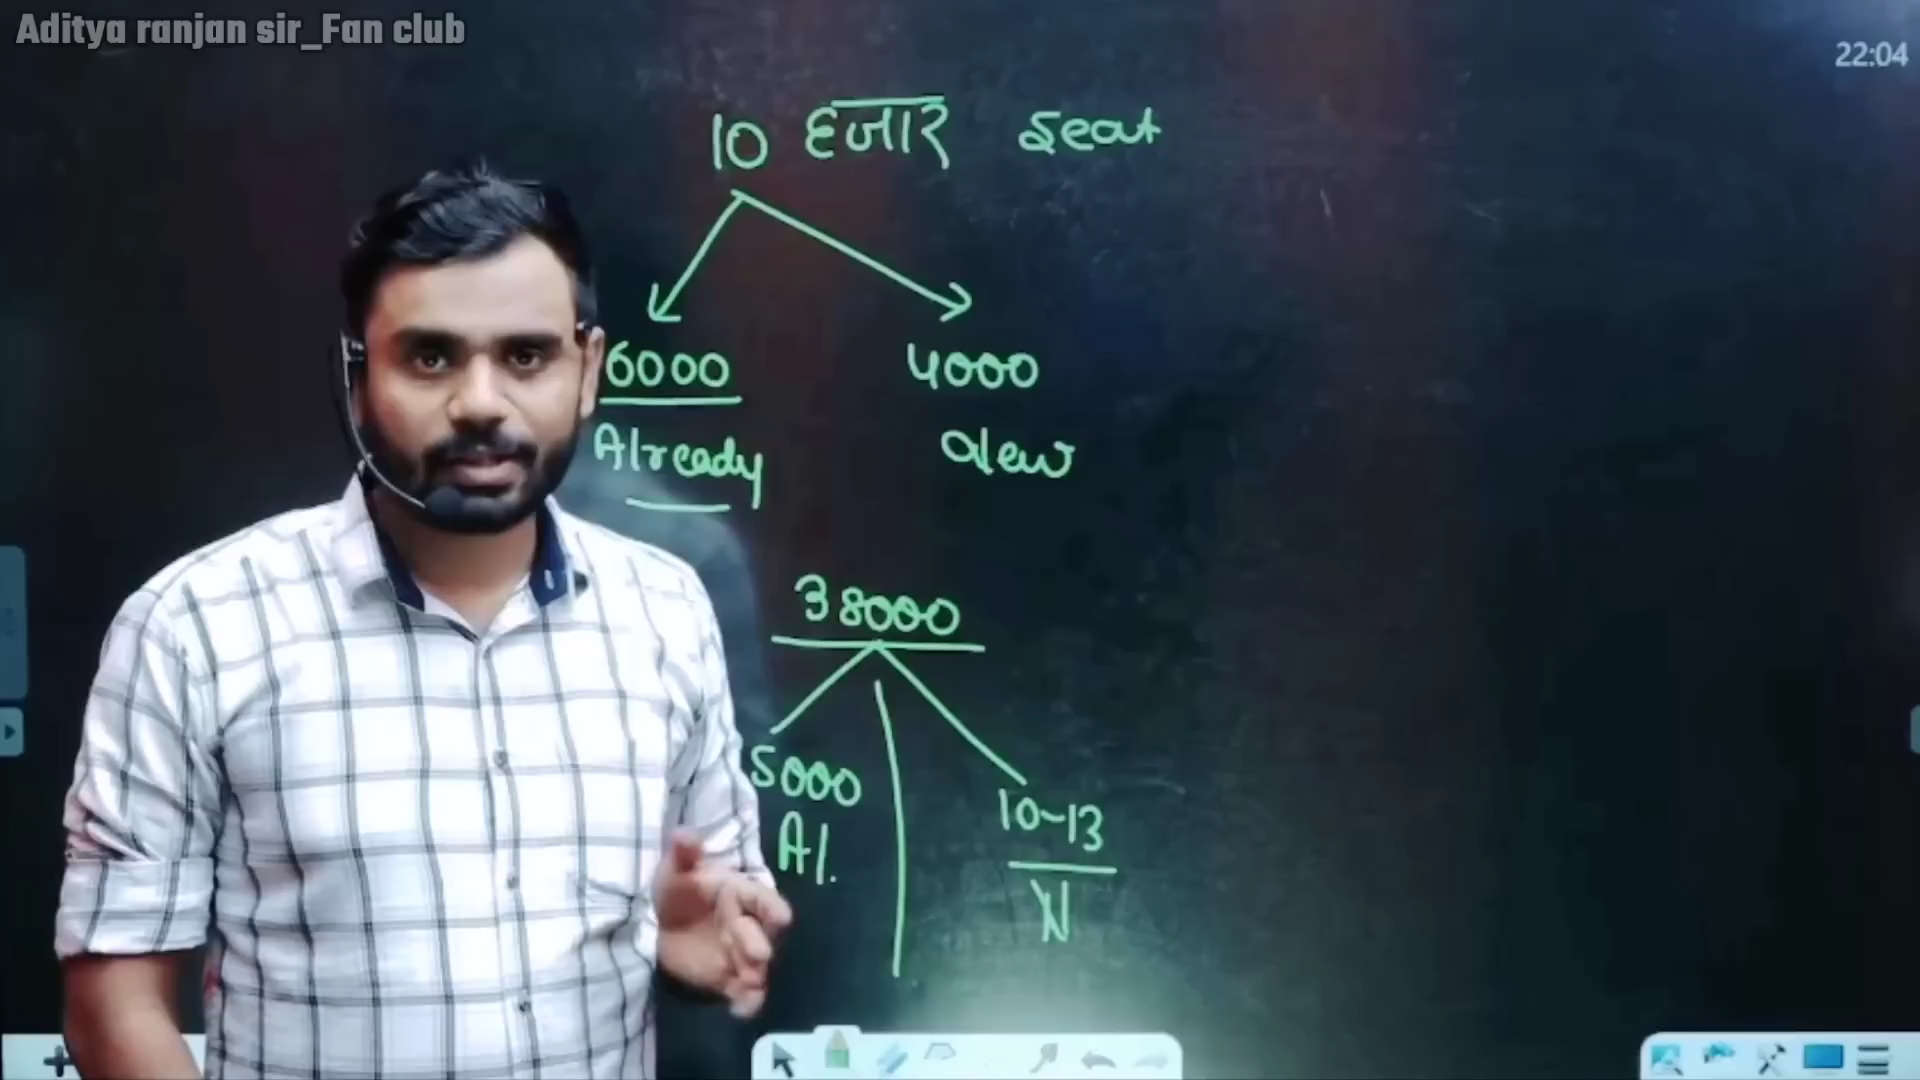 Aditya ranjan sir_Fan club
22:04
10 हजार seat
6000 4000
Already New
38000
5000 10-13
Al. N